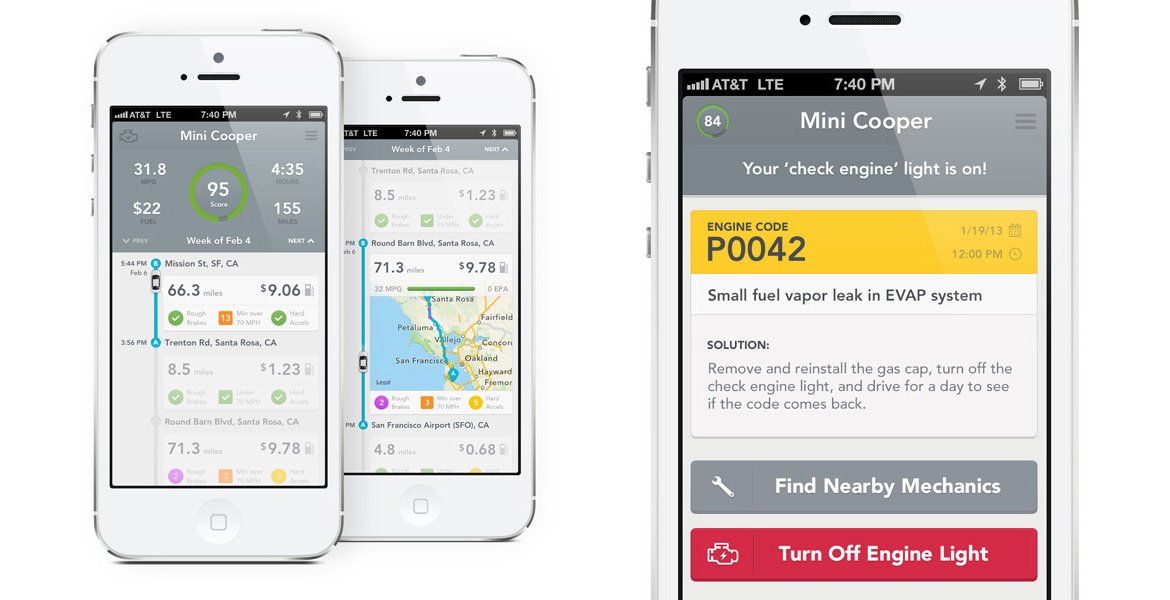 AT&T LTE 7:40 PM
Mini Cooper
31.8 4:35
MPG 95 HOURS
Score
$22 155
FUEL MILES
PREV Week of Feb 4 NEXT
5:44 PM B Mission St, SF, CA
Feb 6
66.3 miles $9.06
Rough Brakes 13 Min over 70 MPH Hard Accels
3:56 PM A Trenton Rd, Santa Rosa, CA
8.5 miles $1.23
Rough Brakes Under 70 MPH Hard Accels
Round Barn Blvd, Santa Rosa, CA
71.3 miles $9.78
2 Rough Brakes 3 Min over 70 MPH Hard Accels
T&T LTE 7:40 PM
PREV Week of Feb 4 NEXT
Trenton Rd, Santa Rosa, CA
8.5 miles $1.23
Rough Brakes Under 70 MPH Hard Accels
PM B Round Barn Blvd, Santa Rosa, CA
b 6
71.3 miles $9.78
32 MPG 0 EPA
Santa Rosa
Fairfield
Petaluma
Vallejo
Concord
San Francisco Oakland
Hayward
A
Legal Fremor
2 Rough Brakes 3 Min over 70 MPH 5 Hard Accels
PM A San Francisco Airport (SFO), CA
4.8 miles $0.68
Rough Under Hard
AT&T LTE 7:40 PM
84 Mini Cooper
Your ‘check engine’ light is on!
ENGINE CODE 1/19/13
P0042 12:00 PM
Small fuel vapor leak in EVAP system
SOLUTION:
Remove and reinstall the gas cap, turn off the
check engine light, and drive for a day to see
if the code comes back.
Find Nearby Mechanics
Turn Off Engine Light